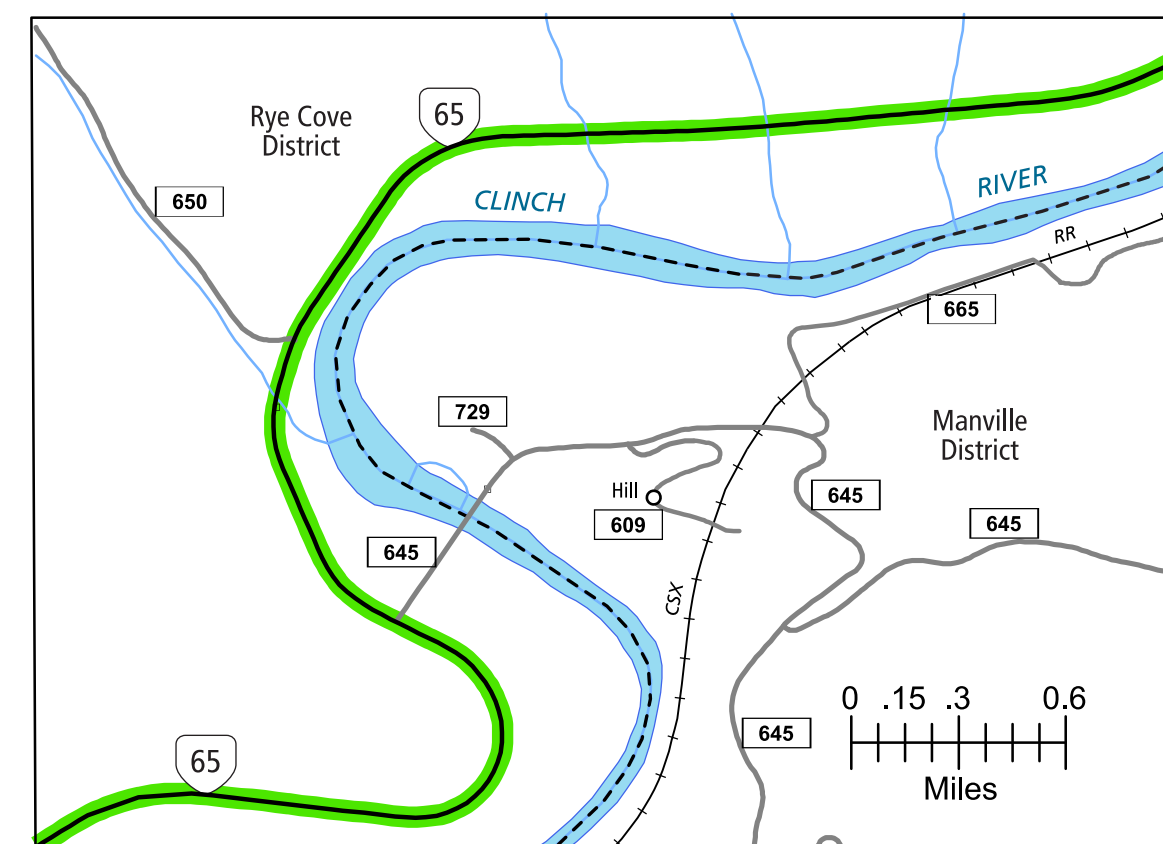 65
Rye Cove
District
650
CLINCH
RIVER
RR
665
729
Manville
District
Hill
609
645
645
645
CSX
0 .15 .3 0.6
Miles
645
65